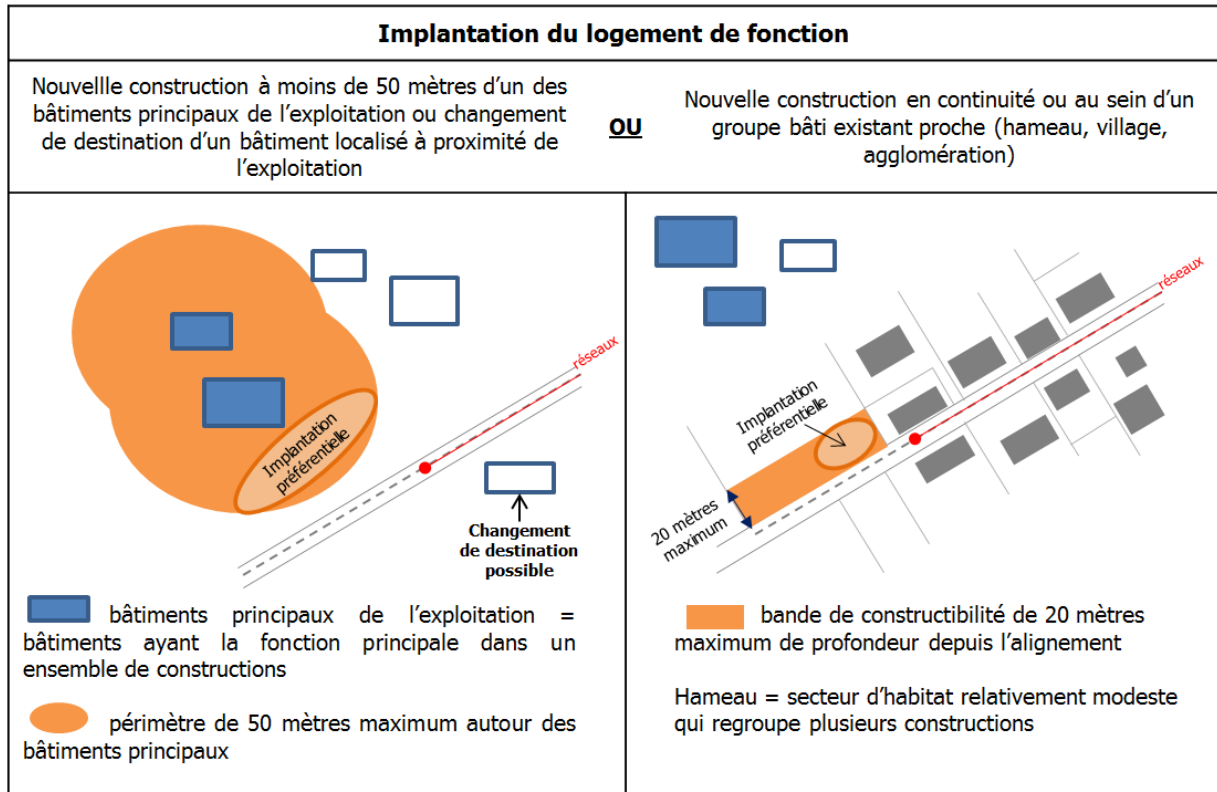 Implantation du logement de fonction
Nouvellle construction à moins de 50 mètres d'un des
bâtiments principaux de l'exploitation ou changement
de destination d'un bâtiment localisé à proximité de
l'exploitation
OU
Nouvelle construction en continuité ou au sein d'un
groupe bâti existant proche (hameau, village,
agglomération)
réseaux
Implantation
préférentielle
Changement
de destination
possible
bâtiments principaux de l'exploitation =
bâtiments ayant la fonction principale dans un
ensemble de constructions
périmètre de 50 mètres maximum autour des
bâtiments principaux
réseaux
Implantation
préférentielle
20 mètres
maximum
bande de constructibilité de 20 mètres
maximum de profondeur depuis l'alignement
Hameau = secteur d'habitat relativement modeste
qui regroupe plusieurs constructions